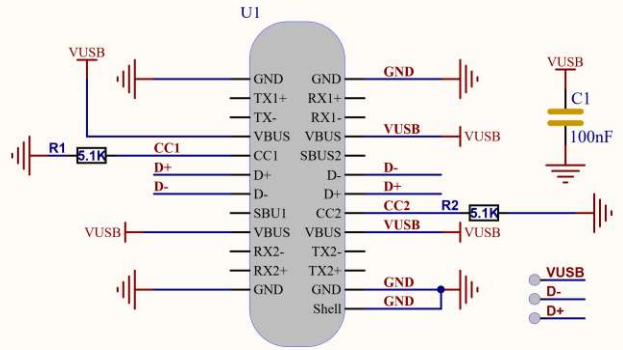 U1
VUSB
GND GND GND
TX1+ RX1+
TX- RX1-
VBUS VBUS VUSB VUSB
R1 5.1K CC1 CC1 SBUS2
D+ D+ D- D-
D- D- D+ D+
SBU1 CC2 CC2 R2 5.1K
VUSB VBUS VBUS VUSB VUSB
RX2- TX2-
RX2+ TX2+
GND GND GND
Shell GND
VUSB
C1
100nF
VUSB
D-
D+